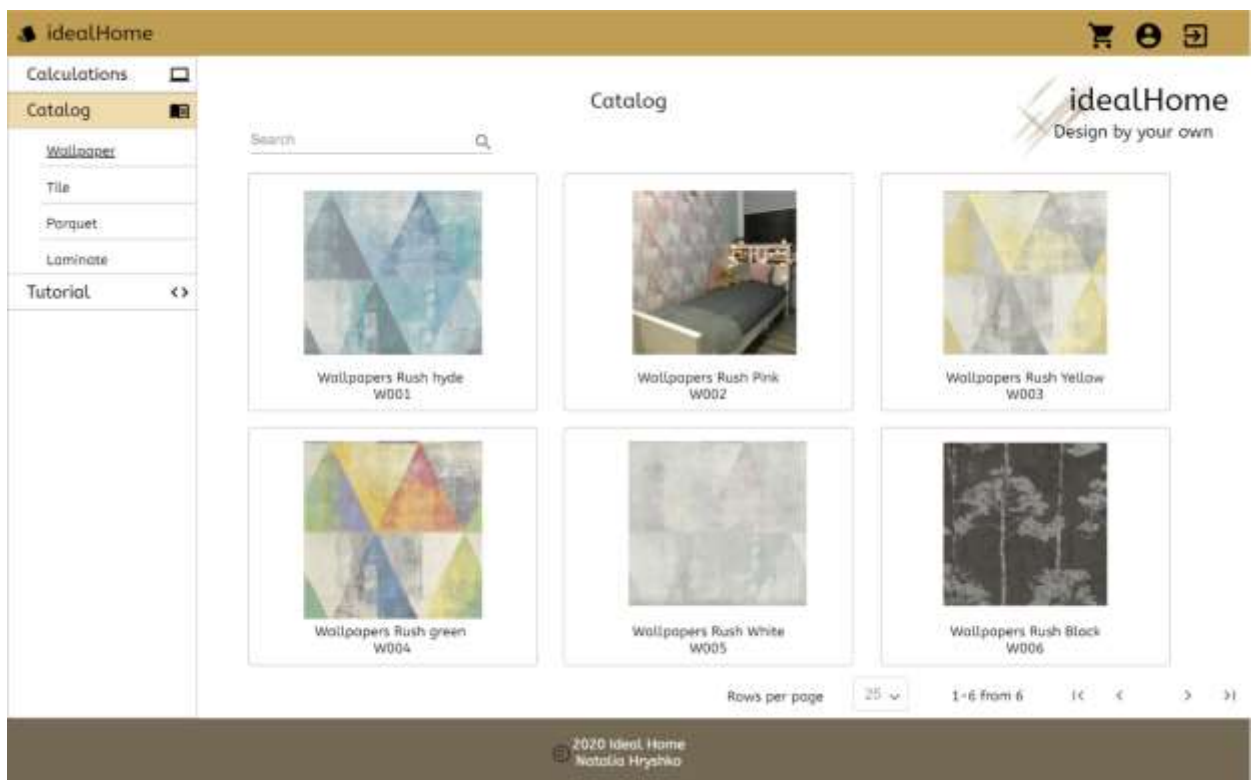 idealHome
Calculations
Catalog
Wallpaper
Tile
Parquet
Laminate
Tutorial
Catalog
Search
idealHome
Design by your own
Wallpapers Rush hyde
W001
Wallpapers Rush Pink
W002
Wallpapers Rush Yellow
W003
Wallpapers Rush green
W004
Wallpapers Rush White
W005
Wallpapers Rush Black
W006
Rows per page 25 1-6 from 6
2020 Ideal Home
Natalia Hryshko